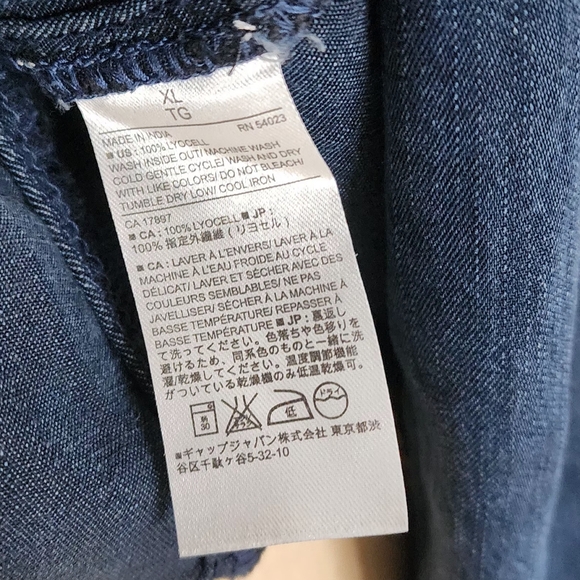 XL
TG
RN 54023
MADE IN INDIA
■ US: 100% LYOCELL
WASH INSIDE OUT/ MACHINE WASH
COLD GENTLE CYCLE/ WASH AND DRY
WITH LIKE COLORS/ DO NOT BLEACH/
TUMBLE DRY LOW/ COOL IRON
CA 17897
■ CA: 100% LYOCELL ■ JP:
100% 指定外繊維 (リヨセル)
■ CA: LAVER À L'ENVERS/ LAVER À LA
MACHINE À L'EAU FROIDE AU CYCLE
DÉLICAT/ LAVER ET SÉCHER AVEC DES
COULEURS SEMBLABLES/ NE PAS
JAVELLISER/ SÉCHER À LA MACHINE À
BASSE TEMPÉRATURE/ REPASSER À
BASSE TEMPÉRATURE ■ JP: 裏返し
て洗ってください。色落ちや色移りを
避けるため、同系色のものと一緒に洗
濯/乾燥してください。温度調節機能
ついている乾燥機のみ低温乾燥可。
弱
30
低
ドライ
■ギャップジャパン株式会社 東京都渋
谷区千駄ヶ谷5-32-10